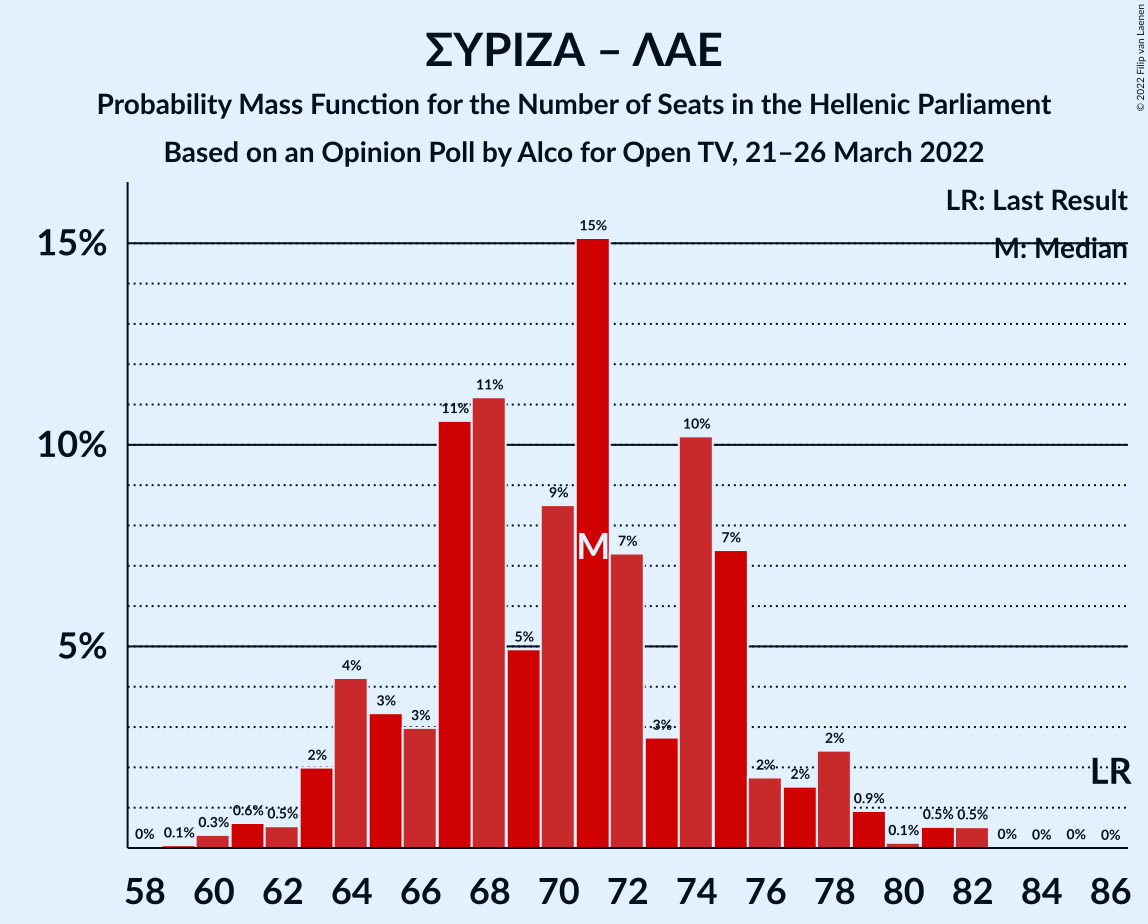 ΣΥΡΙΖΑ – ΛΑΕ
Probability Mass Function for the Number of Seats in the Hellenic Parliament
Based on an Opinion Poll by Alco for Open TV, 21–26 March 2022
© 2022 Filip van Laenen
LR: Last Result
M: Median
15%
10%
5%
0% 0.1% 0.3% 0.6% 0.5% 2% 4% 3% 3% 11% 11% 5% 9% 15% 7% 3% 10% 7% 2% 2% 2% 0.9% 0.1% 0.5% 0.5% 0% 0% 0% 0%
M
LR
58 60 62 64 66 68 70 72 74 76 78 80 82 84 86